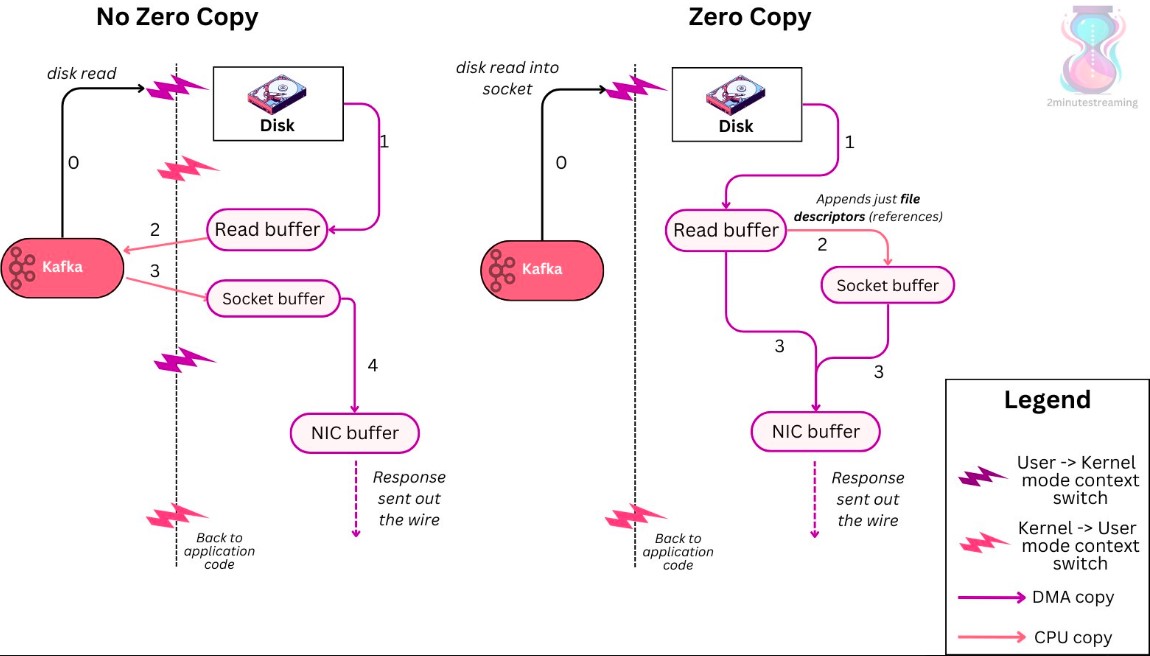 No Zero Copy
disk read
0
Disk
1
Read buffer
2
Kafka
3
Socket buffer
4
NIC buffer
Response
sent out
the wire
Back to
application
code
Zero Copy
disk read into
socket
0
Disk
1
Appends just file
descriptors (references)
Read buffer
2
Kafka
Socket buffer
3
3
NIC buffer
Response
sent out
the wire
Back to
application
code
2minutestreaming
Legend
User -> Kernel
mode context
switch
Kernel -> User
mode context
switch
DMA copy
CPU copy